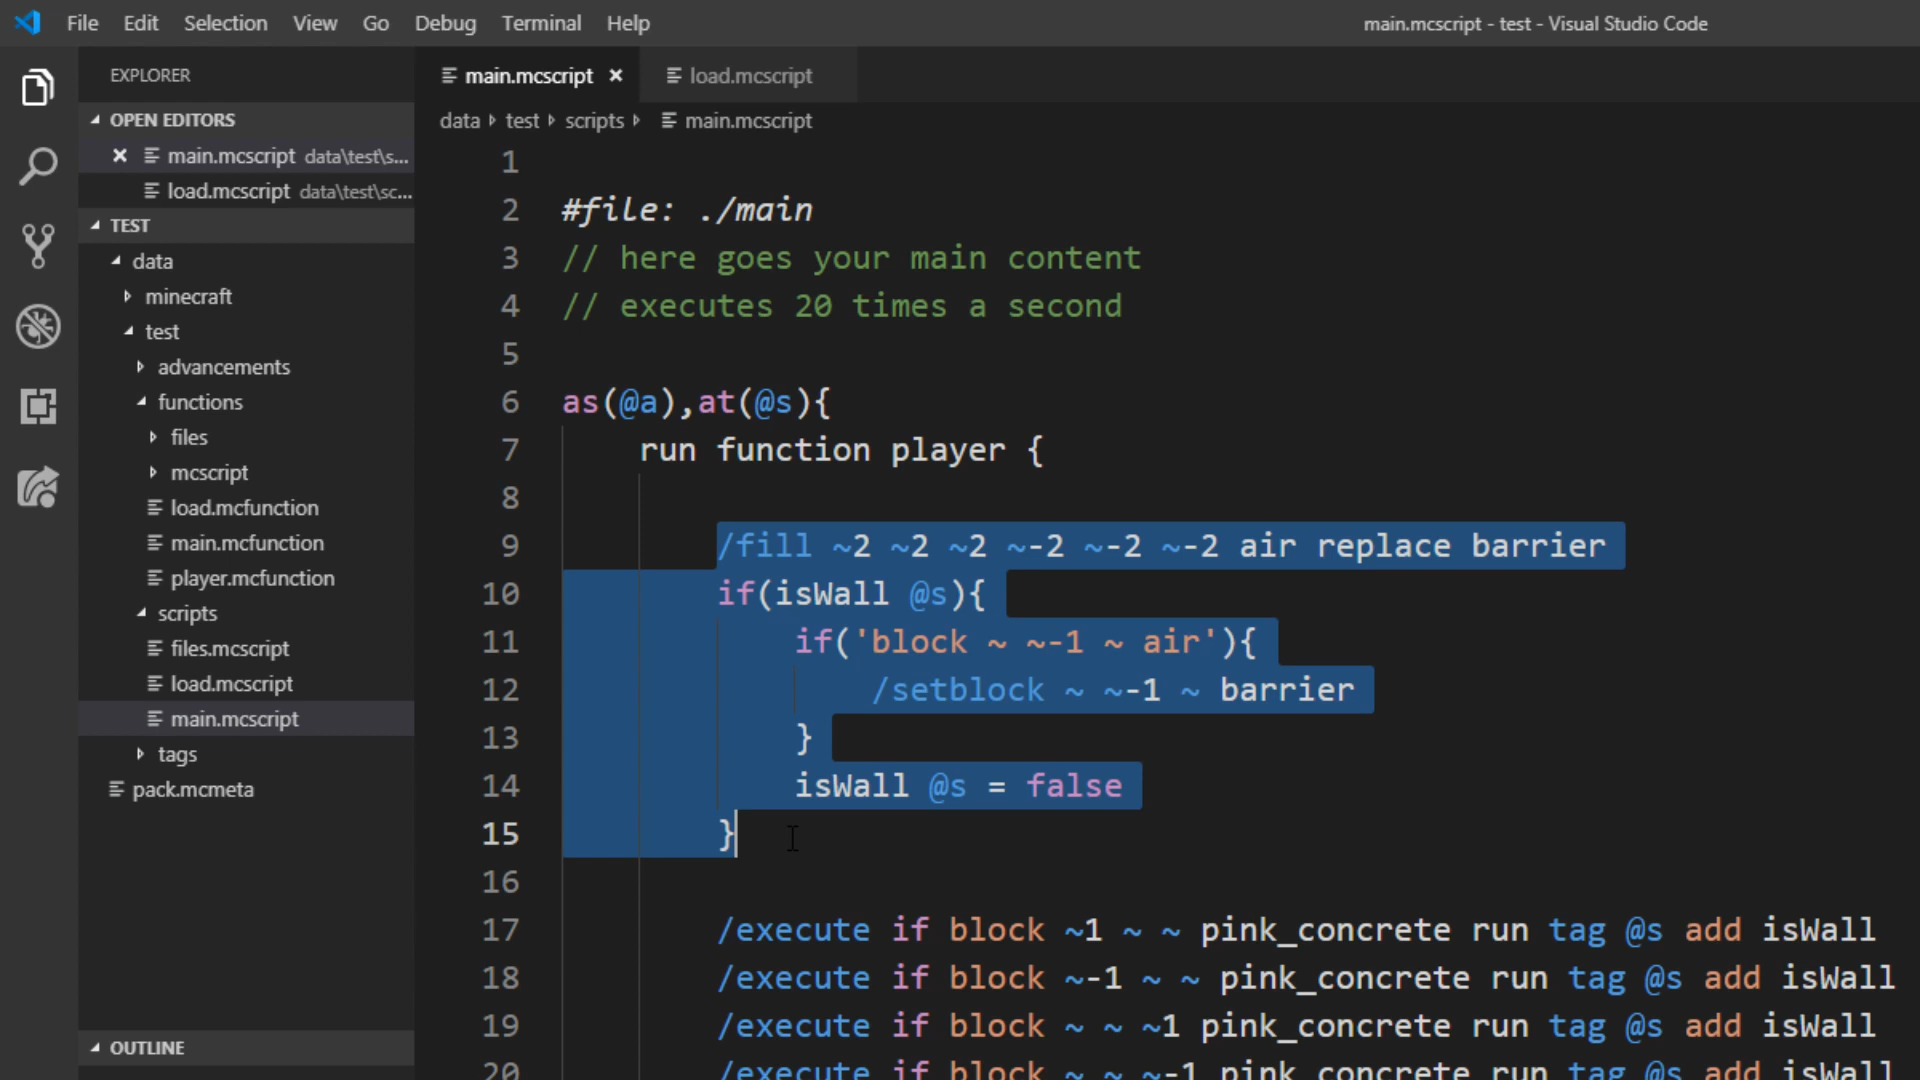 File Edit Selection View Go Debug Terminal Help main.mcscript - test - Visual Studio Code
EXPLORER
OPEN EDITORS
main.mcscript data\test\s...
load.mcscript data\test\sc...
TEST
data
minecraft
test
advancements
functions
files
mcscript
load.mcfunction
main.mcfunction
player.mcfunction
scripts
files.mcscript
load.mcscript
main.mcscript
tags
pack.mcmeta
OUTLINE
main.mcscript load.mcscript
data test scripts main.mcscript
1
2 #file: ./main
3 // here goes your main content
4 // executes 20 times a second
5
6 as(@a),at(@s){
7 run function player {
8
9 /fill ~2 ~2 ~2 ~-2 ~-2 ~-2 air replace barrier
10 if(isWall @s){
11 if('block ~ ~-1 ~ air'){
12 /setblock ~ ~-1 ~ barrier
13 }
14 isWall @s = false
15 }
16
17 /execute if block ~1 ~ ~ pink_concrete run tag @s add isWall
18 /execute if block ~-1 ~ ~ pink_concrete run tag @s add isWall
19 /execute if block ~ ~ ~1 pink_concrete run tag @s add isWall
20 /execute if block ~ ~ ~-1 pink_concrete run tag @s add isWall